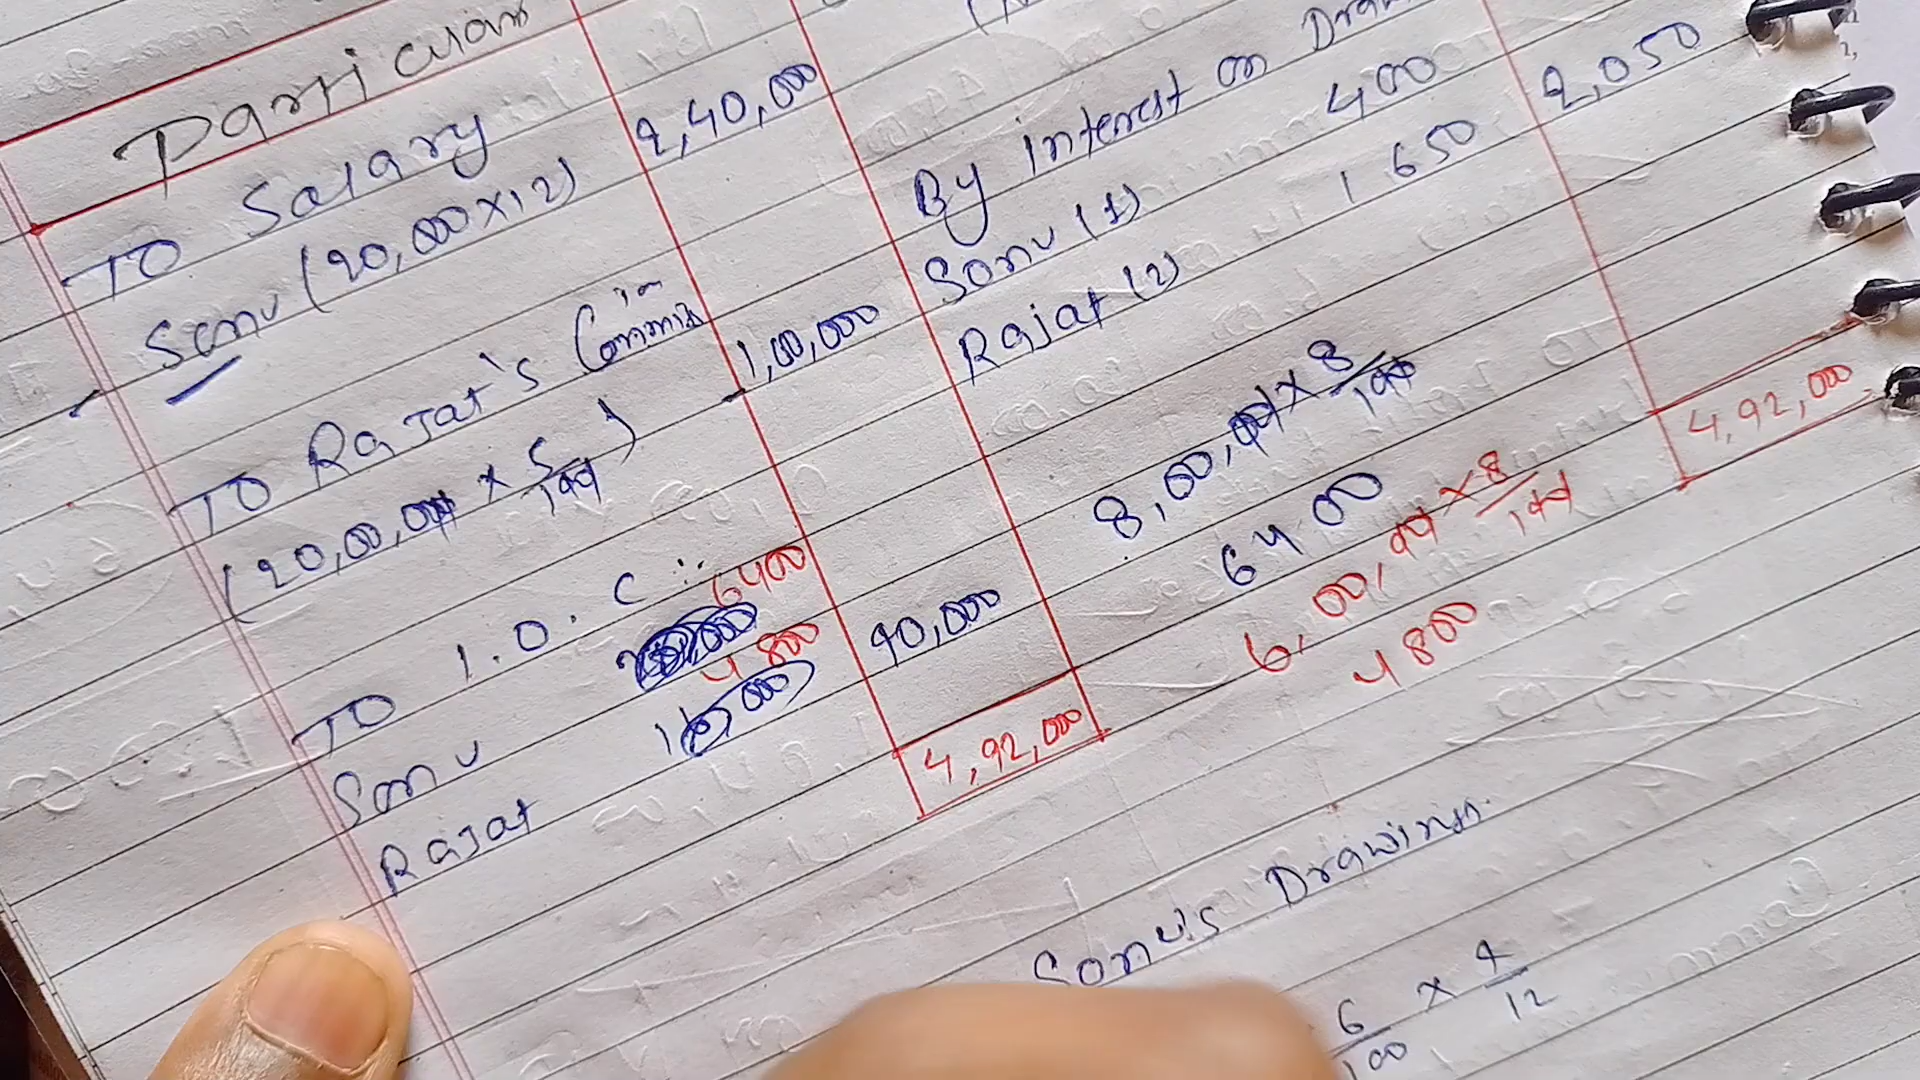 Particulars
To Salary
Sonu (20,000x12) 2,40,000
To Rajat's Commis
ion
(20,00,000 x 5/100) 1,00,000
To I.O.C :-
Sonu 6400
Rajat 4800 90,000
4,92,000
By Interest on Draw
Sonu (1) 400
Rajat (2) 1650 2,050
8,00,000 x 8/100
6400
6,00,000 x 8/100
4800
4,92,000
Sonu's Drawings.
6/100 x 4/12